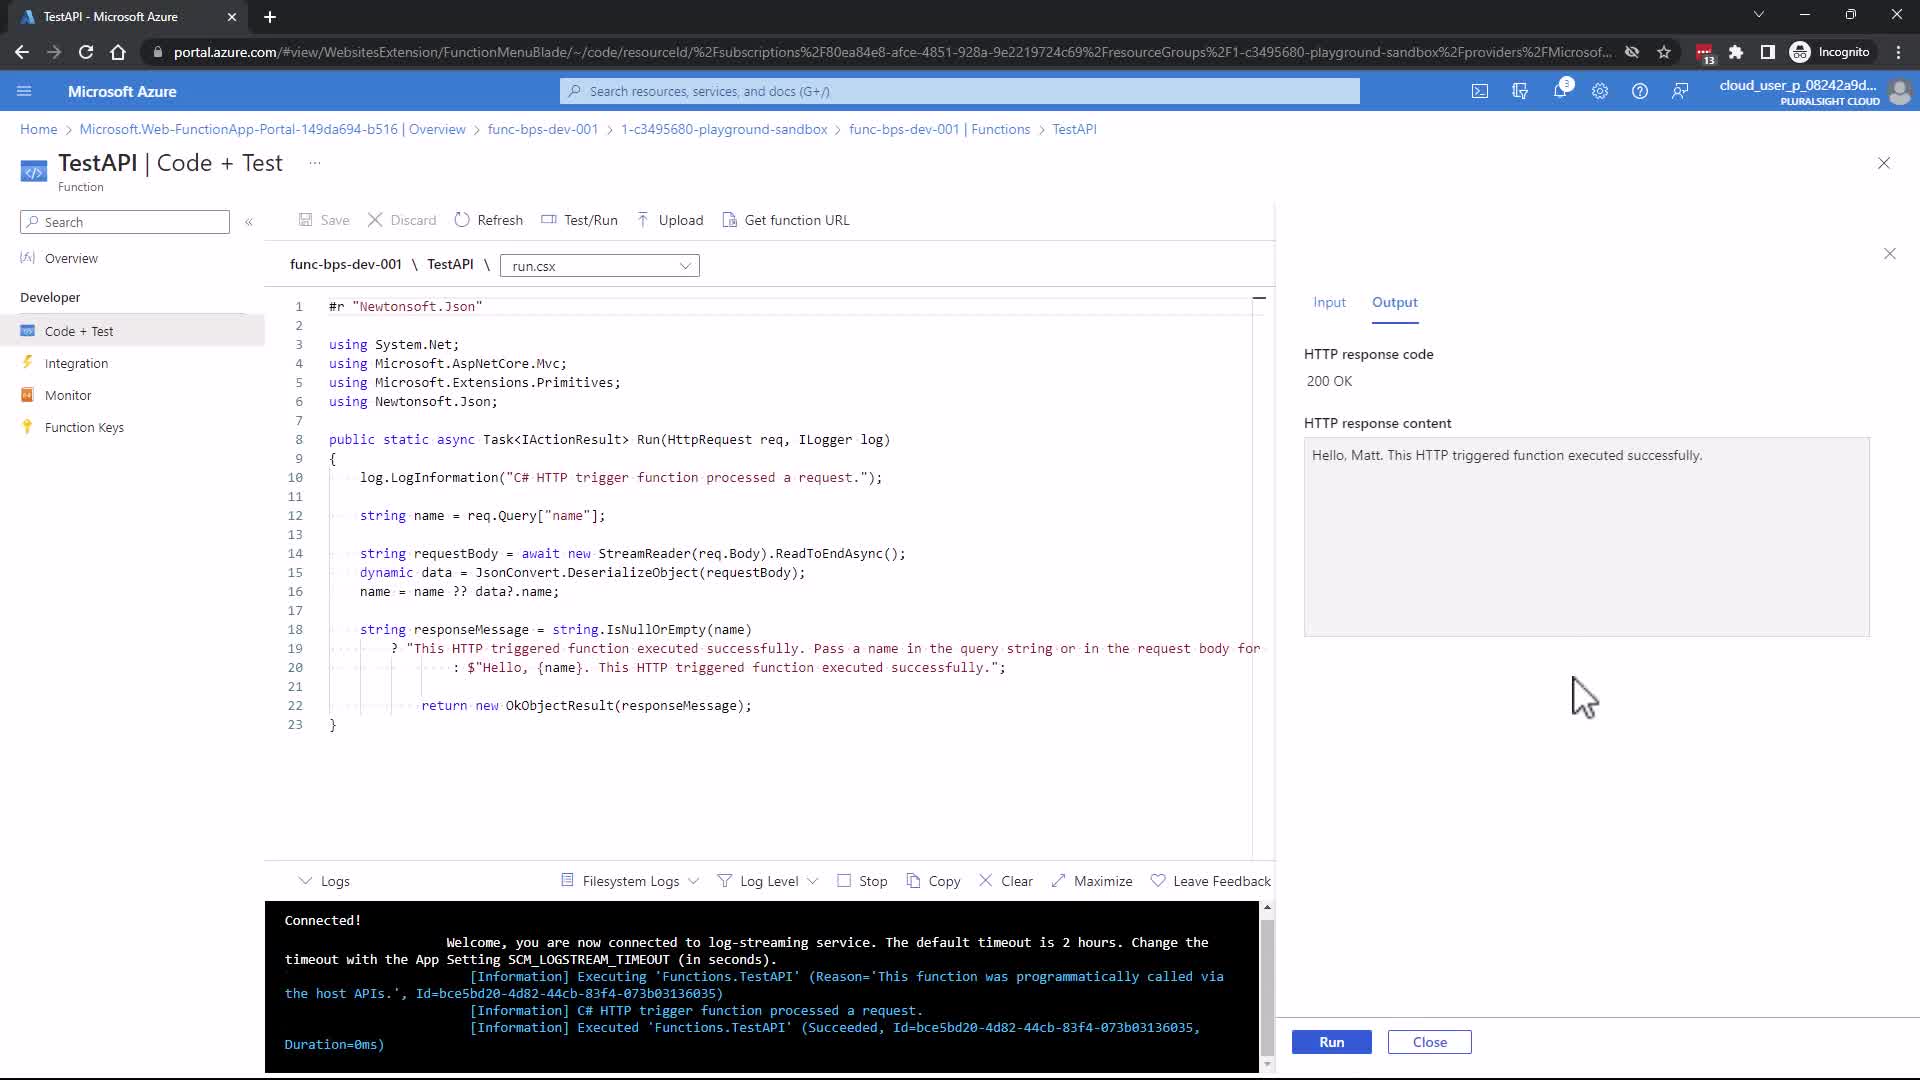 TestAPI - Microsoft Azure
portal.azure.com/#view/WebsitesExtension/FunctionMenuBlade/~/code/resourceId/%2Fsubscriptions%2F80ea84e8-afce-4851-928a-9e2219724c69%2FresourceGroups%2F1-c3495680-playground-sandbox%2Fproviders%2FMicrosof...
13
Incognito
Microsoft Azure
Search resources, services, and docs (G+/)
3
cloud_user_p_08242a9d...
PLURALSIGHT CLOUD
Home > Microsoft.Web-FunctionApp-Portal-149da694-b516 | Overview > func-bps-dev-001 > 1-c3495680-playground-sandbox > func-bps-dev-001 | Functions > TestAPI
TestAPI | Code + Test ...
Function
Search
«
Overview
Developer
Code + Test
Integration
Monitor
Function Keys
Save Discard Refresh Test/Run Upload Get function URL
func-bps-dev-001 \ TestAPI \ run.csx
1 #r "Newtonsoft.Json"
2
3 using System.Net;
4 using Microsoft.AspNetCore.Mvc;
5 using Microsoft.Extensions.Primitives;
6 using Newtonsoft.Json;
7
8 public static async Task<IActionResult> Run(HttpRequest req, ILogger log)
9 {
10 log.LogInformation("C# HTTP trigger function processed a request.");
11
12 string name = req.Query["name"];
13
14 string requestBody = await new StreamReader(req.Body).ReadToEndAsync();
15 dynamic data = JsonConvert.DeserializeObject(requestBody);
16 name = name ?? data?.name;
17
18 string responseMessage = string.IsNullOrEmpty(name)
19 ? "This HTTP triggered function executed successfully. Pass a name in the query string or in the request body for
20 : $"Hello, {name}. This HTTP triggered function executed successfully.";
21
22 return new OkObjectResult(responseMessage);
23 }
Input Output
HTTP response code
200 OK
HTTP response content
Hello, Matt. This HTTP triggered function executed successfully.
Logs Filesystem Logs Log Level Stop Copy Clear Maximize Leave Feedback
Connected!
Welcome, you are now connected to log-streaming service. The default timeout is 2 hours. Change the
timeout with the App Setting SCM_LOGSTREAM_TIMEOUT (in seconds).
[Information] Executing 'Functions.TestAPI' (Reason='This function was programmatically called via
the host APIs.', Id=bce5bd20-4d82-44cb-83f4-073b03136035)
[Information] C# HTTP trigger function processed a request.
[Information] Executed 'Functions.TestAPI' (Succeeded, Id=bce5bd20-4d82-44cb-83f4-073b03136035,
Duration=0ms)
Run Close